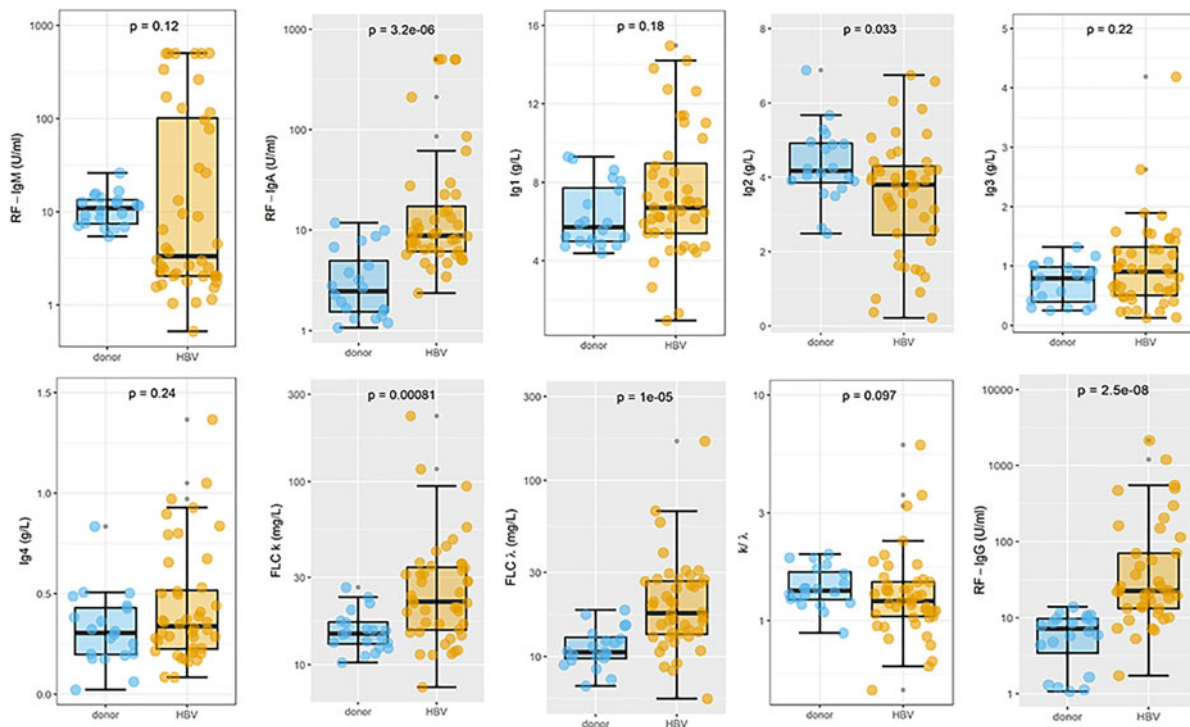 p = 0.12
RF – IgM (U/ml)
1000
100
10
1
donor
HBV
p = 3.2e-06
RF – IgA (U/ml)
1000
100
10
1
donor
HBV
p = 0.18
Ig1 (g/L)
16
12
8
4
donor
HBV
p = 0.033
Ig2 (g/L)
8
6
4
2
0
donor
HBV
p = 0.22
Ig3 (g/L)
5
4
3
2
1
0
donor
HBV
p = 0.24
Ig4 (g/L)
1.5
1.0
0.5
0.0
donor
HBV
p = 0.00081
FLC k (mg/L)
300
100
30
10
donor
HBV
p = 1e-05
FLC λ (mg/L)
300
100
30
10
donor
HBV
p = 0.097
k/ λ
10
3
1
donor
HBV
p = 2.5e-08
RF – IgG (U/ml)
10000
1000
100
10
1
donor
HBV